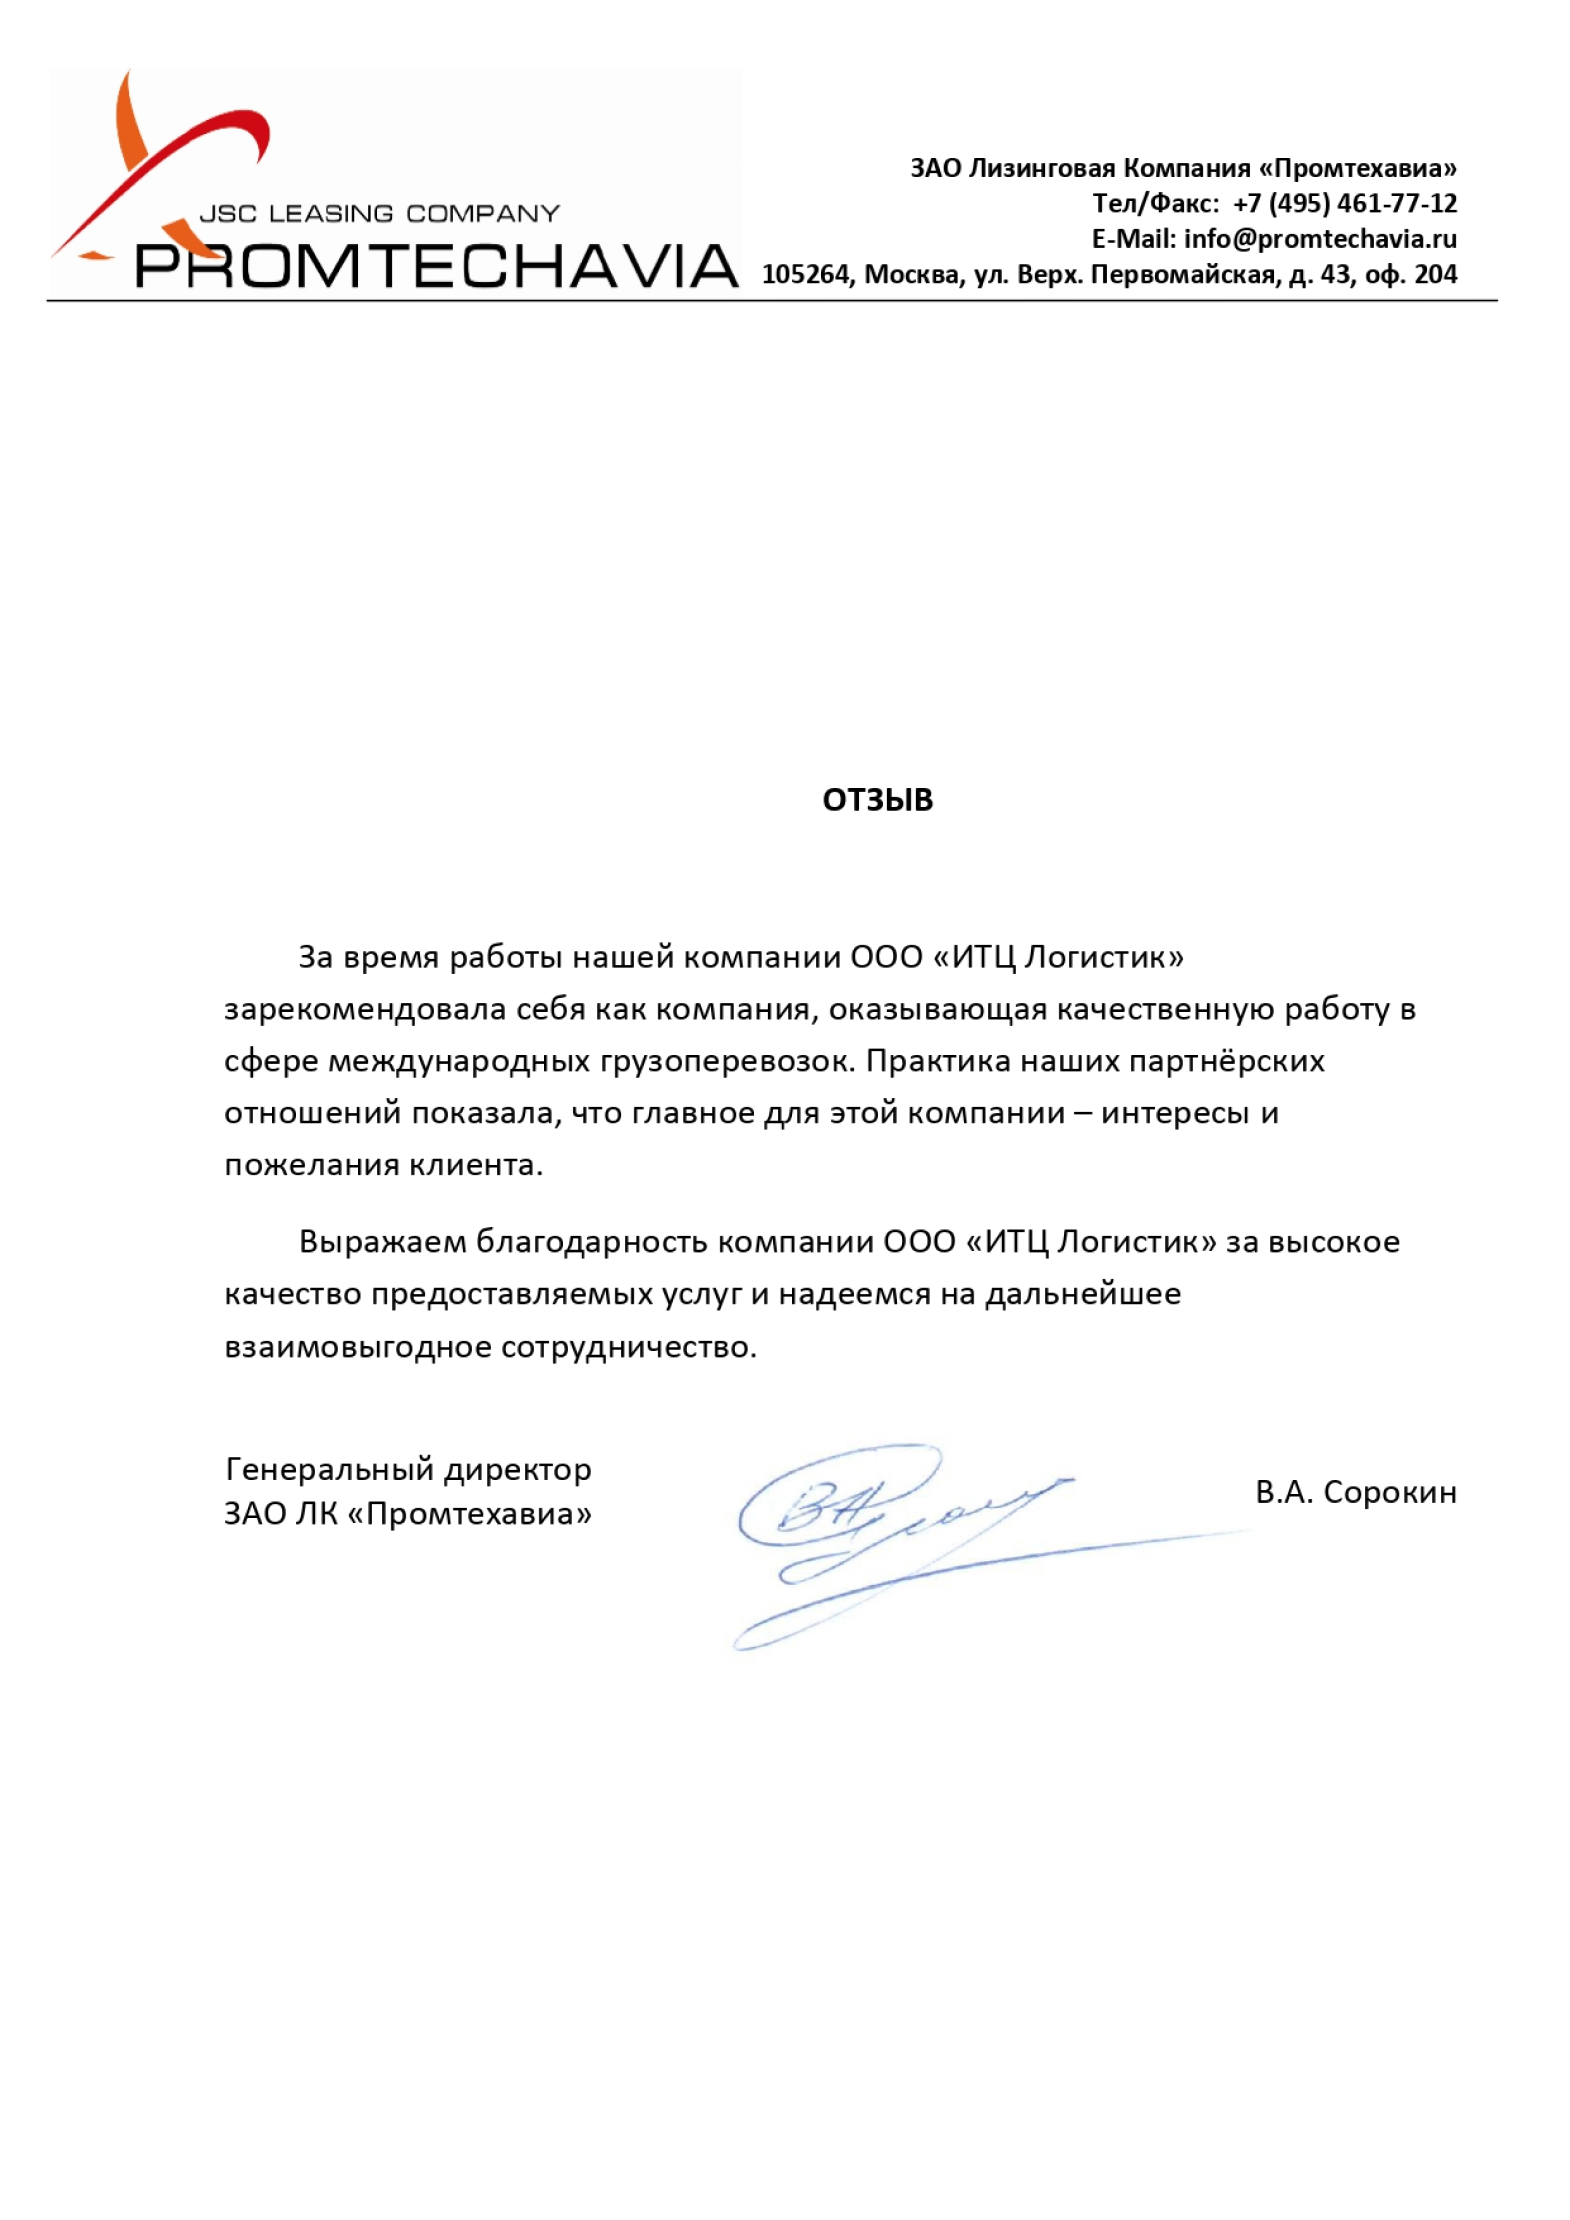 JSC LEASING COMPANY
PROMTECHAVIA
ЗАО Лизинговая Компания «Промтехавиа»
Тел/Факс: +7 (495) 461-77-12
E-Mail: info@promtechavia.ru
105264, Москва, ул. Верх. Первомайская, д. 43, оф. 204
ОТЗЫВ
За время работы нашей компании ООО «ИТЦ Логистик»
зарекомендовала себя как компания, оказывающая качественную работу в
сфере международных грузоперевозок. Практика наших партнёрских
отношений показала, что главное для этой компании – интересы и
пожелания клиента.
Выражаем благодарность компании ООО «ИТЦ Логистик» за высокое
качество предоставляемых услуг и надеемся на дальнейшее
взаимовыгодное сотрудничество.
Генеральный директор
ЗАО ЛК «Промтехавиа»
В.А. Сорокин